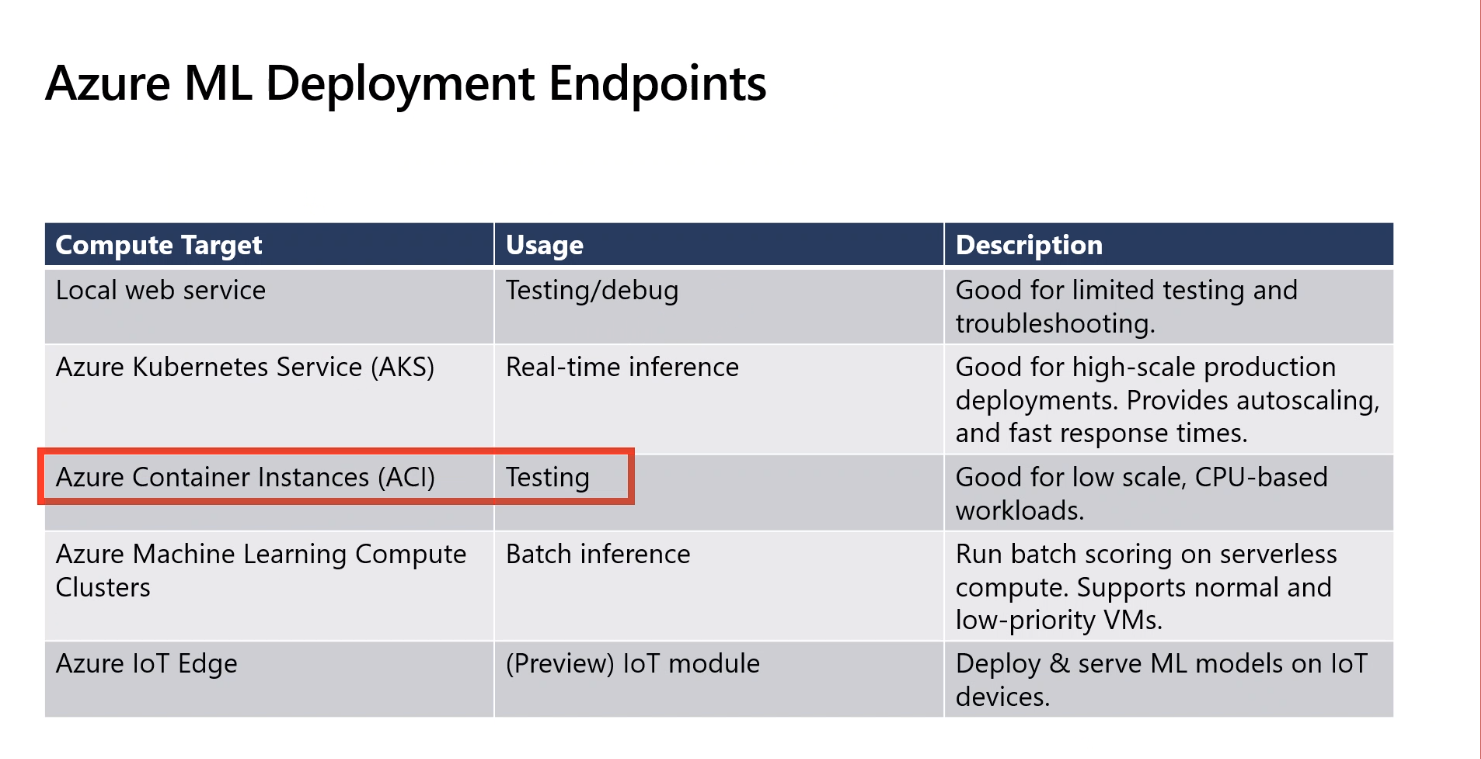 Azure ML Deployment Endpoints
Compute Target Usage Description
Local web service Testing/debug Good for limited testing and
troubleshooting.
Azure Kubernetes Service (AKS) Real-time inference Good for high-scale production
deployments. Provides autoscaling,
and fast response times.
Azure Container Instances (ACI) Testing Good for low scale, CPU-based
workloads.
Azure Machine Learning Compute
Clusters
Batch inference
Run batch scoring on serverless
compute. Supports normal and
low-priority VMs.
Azure IoT Edge (Preview) IoT module Deploy & serve ML models on IoT
devices.